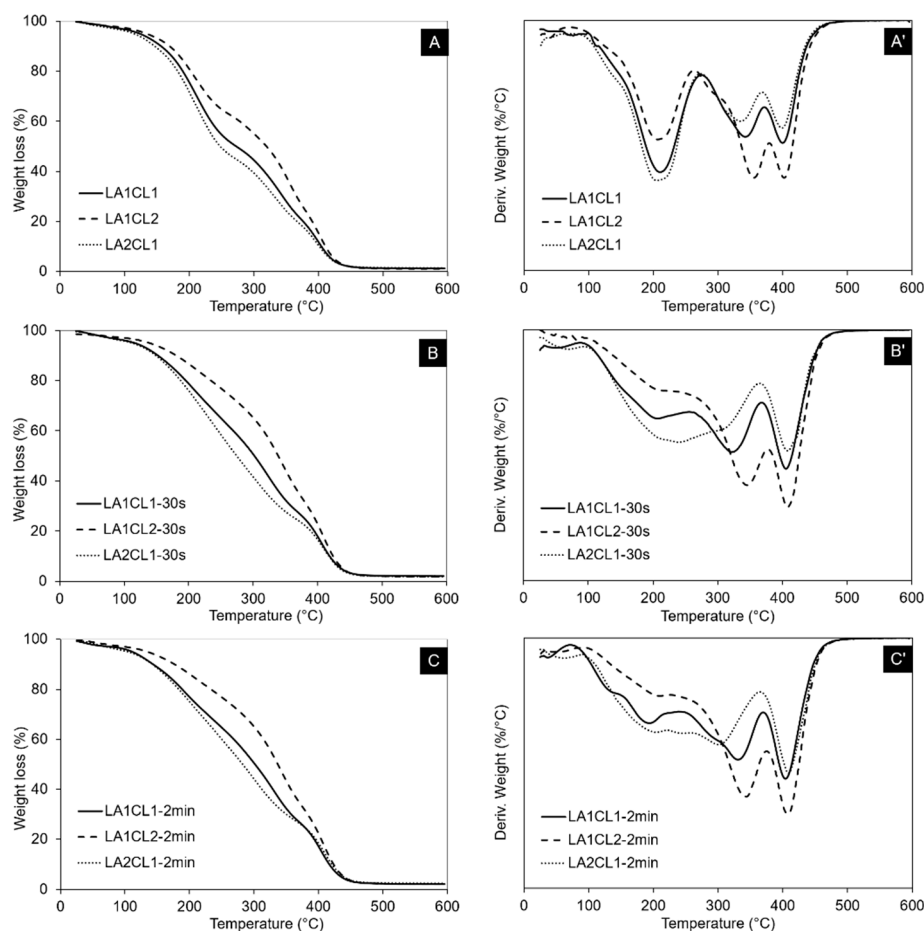 A
Weight loss (%)
100
80
60
40
20
0
LA1CL1
LA1CL2
LA2CL1
0 100 200 300 400 500 600
Temperature (°C)
A'
Deriv. Weight (%/°C)
LA1CL1
LA1CL2
LA2CL1
0 100 200 300 400 500 600
Temperature (°C)
B
Weight loss (%)
100
80
60
40
20
0
LA1CL1-30s
LA1CL2-30s
LA2CL1-30s
0 100 200 300 400 500 600
Temperature (°C)
B'
Deriv. Weight (%/°C)
LA1CL1-30s
LA1CL2-30s
LA2CL1-30s
0 100 200 300 400 500 600
Temperature (°C)
C
Weight loss (%)
100
80
60
40
20
0
LA1CL1-2min
LA1CL2-2min
LA2CL1-2min
0 100 200 300 400 500 600
Temperature (°C)
C'
Deriv. Weight (%/°C)
LA1CL1-2min
LA1CL2-2min
LA2CL1-2min
0 100 200 300 400 500 600
Temperature (°C)